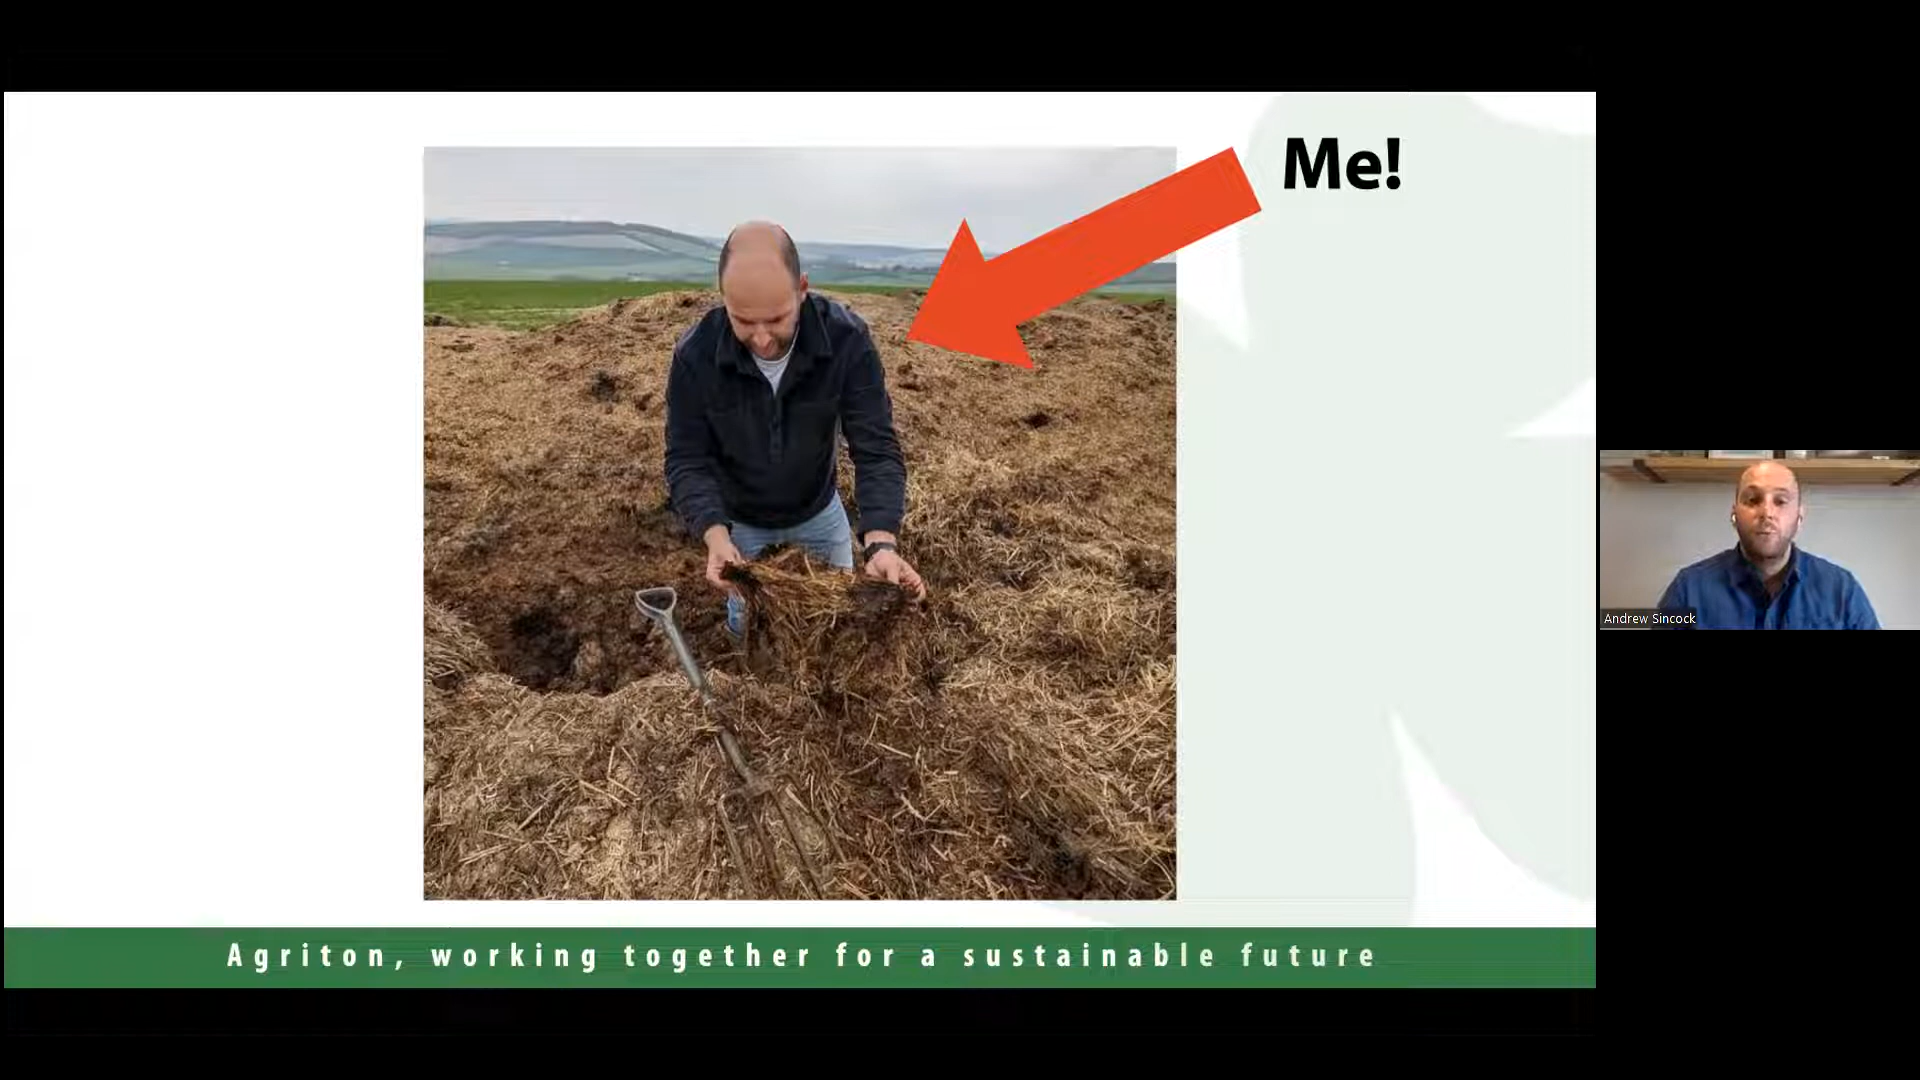 Me!
Andrew Sincock
Agriton, working together for a sustainable future